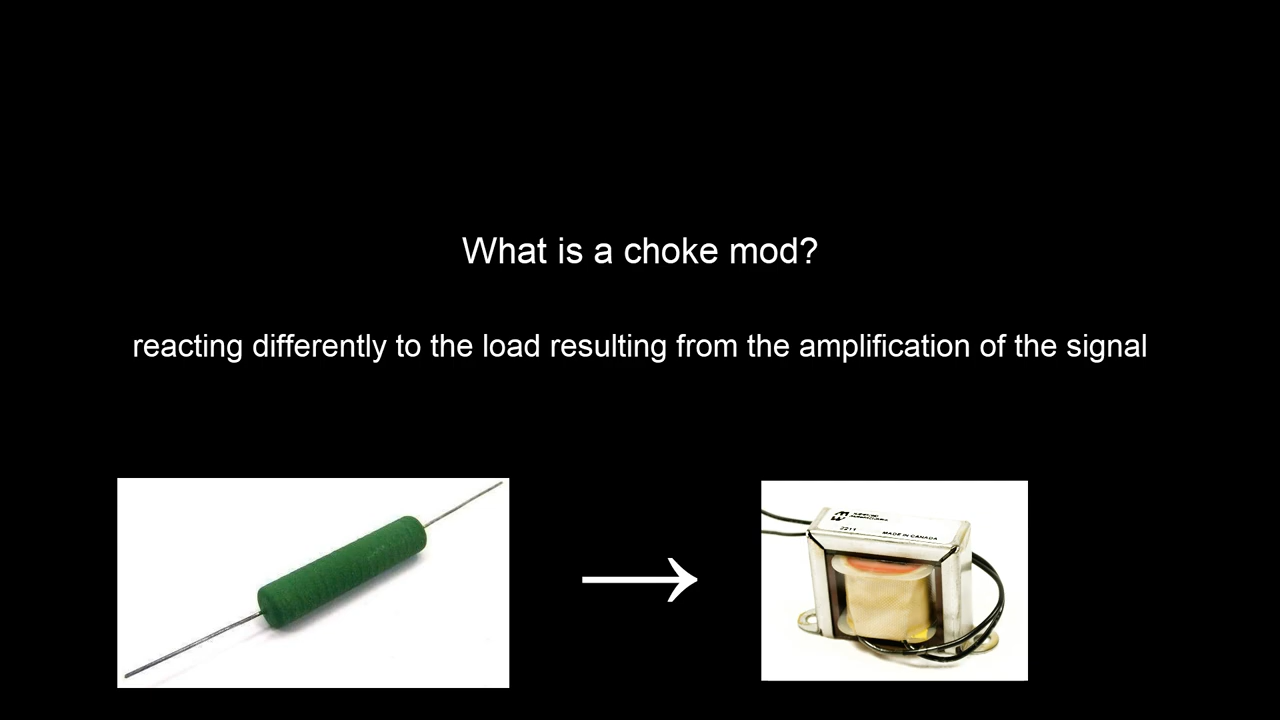 What is a choke mod?
reacting differently to the load resulting from the amplification of the signal
2211
MADE IN CANADA